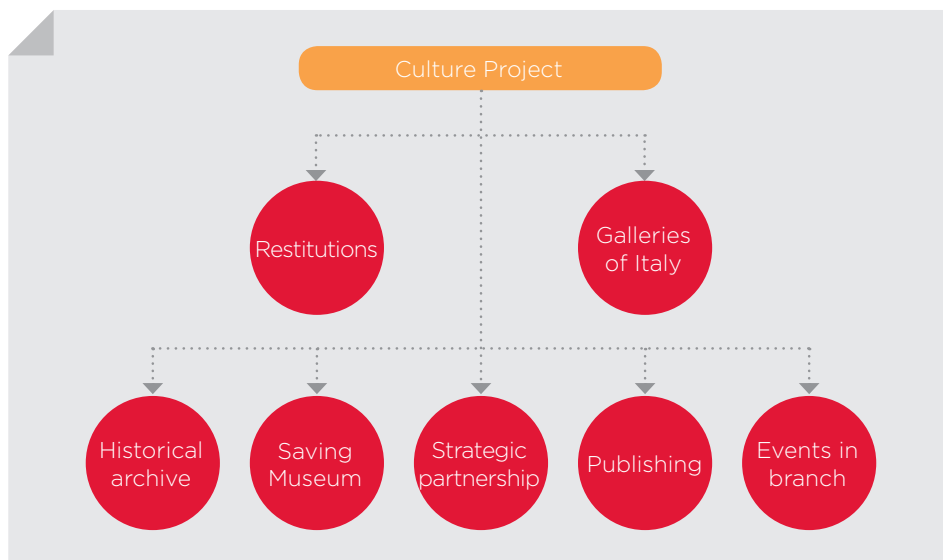 Culture Project
Restitutions
Galleries
of Italy
Historical
archive
Saving
Museum
Strategic
partnership
Publishing
Events in
branch